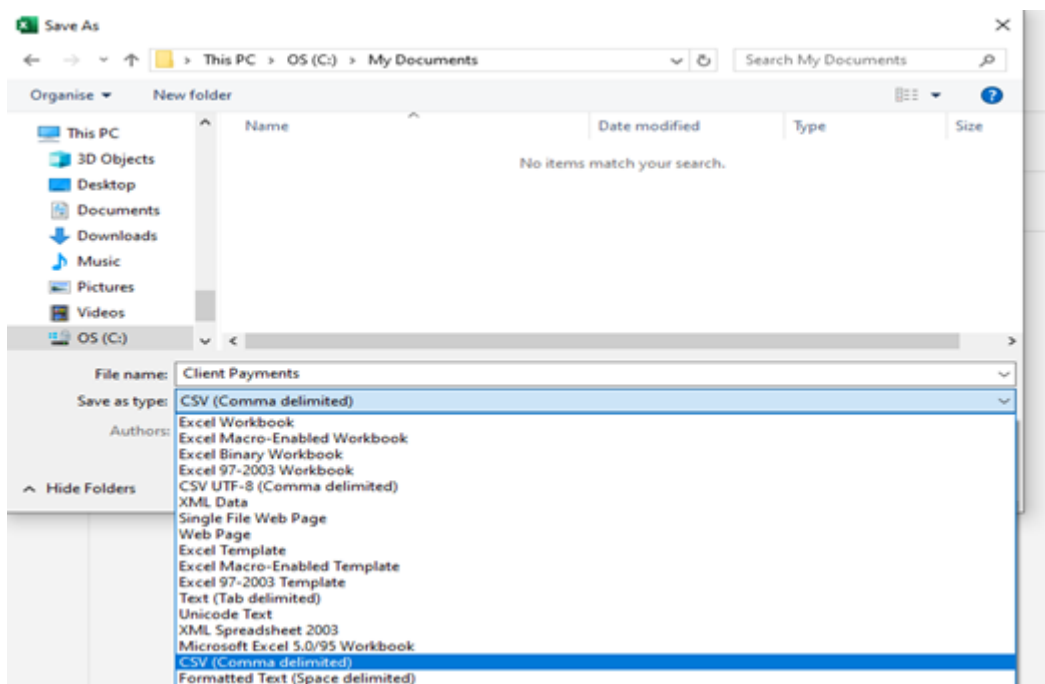 Save As
This PC > OS (C:) > My Documents
Search My Documents
Organise
New folder
Name
Date modified
Type
Size
No items match your search.
This PC
3D Objects
Desktop
Documents
Downloads
Music
Pictures
Videos
OS (C:)
File name: Client Payments
Save as type: CSV (Comma delimited)
Authors:
Excel Workbook
Excel Macro-Enabled Workbook
Excel Binary Workbook
Excel 97-2003 Workbook
Hide Folders
CSV UTF-8 (Comma delimited)
XML Data
Single File Web Page
Web Page
Excel Template
Excel Macro-Enabled Template
Excel 97-2003 Template
Text (Tab delimited)
Unicode Text
XML Spreadsheet 2003
Microsoft Excel 5.0/95 Workbook
CSV (Comma delimited)
Formatted Text (Space delimited)